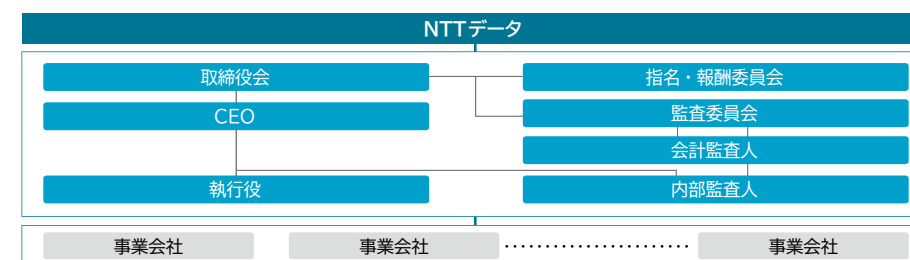 NTTデータ
取締役会
指名・報酬委員会
CEO
監査委員会
会計監査人
執行役
内部監査人
事業会社
事業会社
事業会社